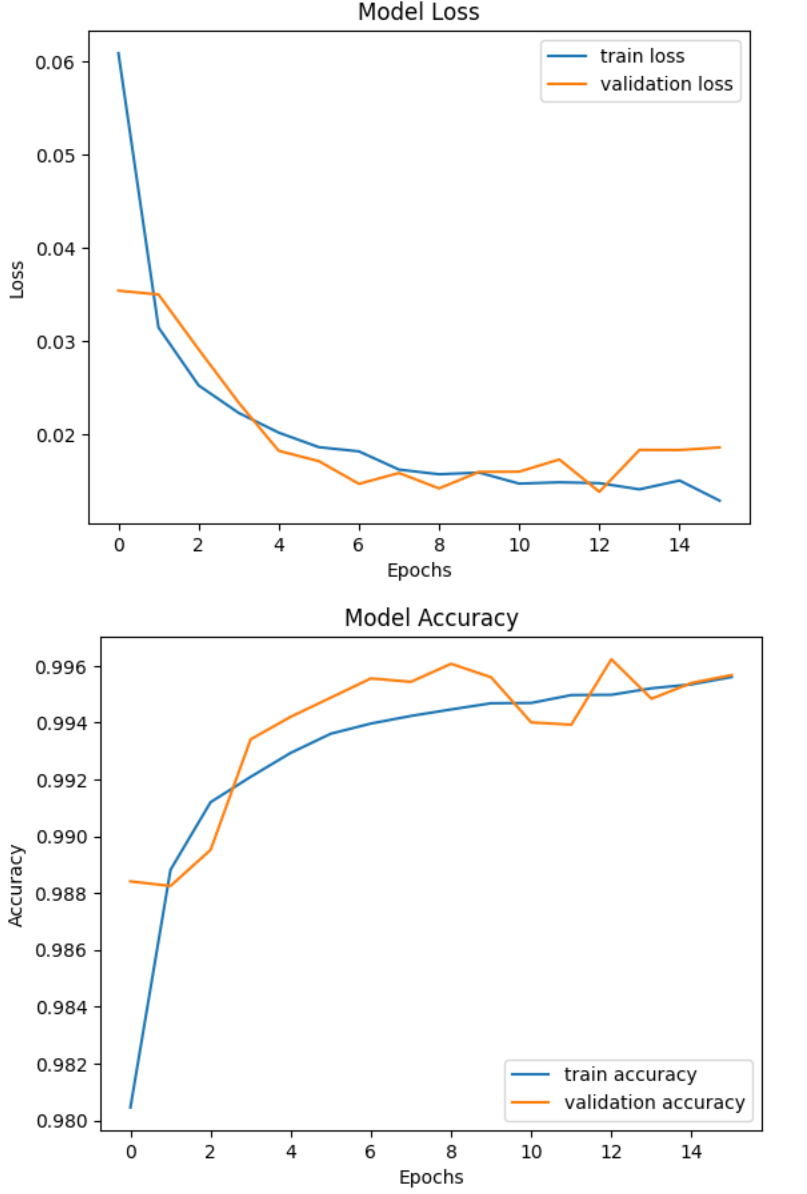 Model Loss
train loss
validation loss
0.06
0.05
0.04
0.03
0.02
Loss
0 2 4 6 8 10 12 14
Epochs
Model Accuracy
0.996
0.994
0.992
0.990
0.988
0.986
0.984
0.982
0.980
Accuracy
train accuracy
validation accuracy
0 2 4 6 8 10 12 14
Epochs